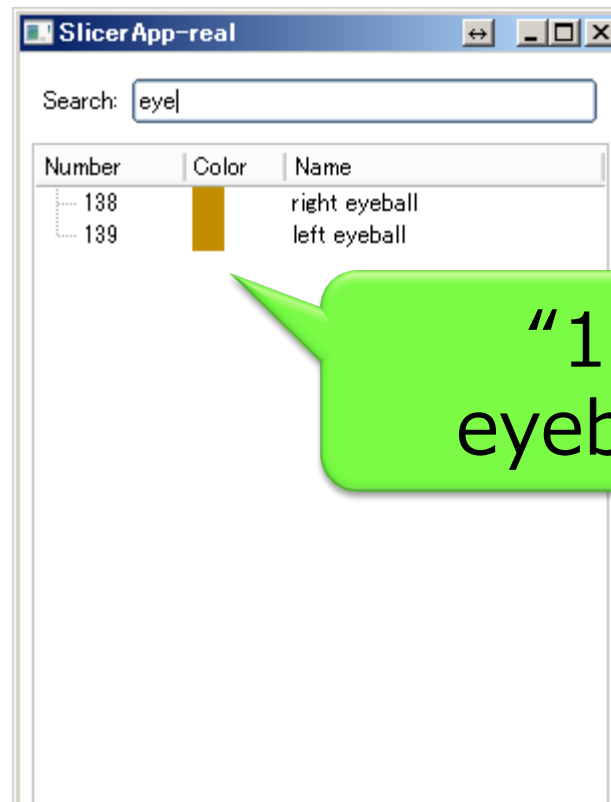 SlicerApp-real
Search: eye
Number Color Name
138 right eyeball
139 left eyeball
“1
eyeb